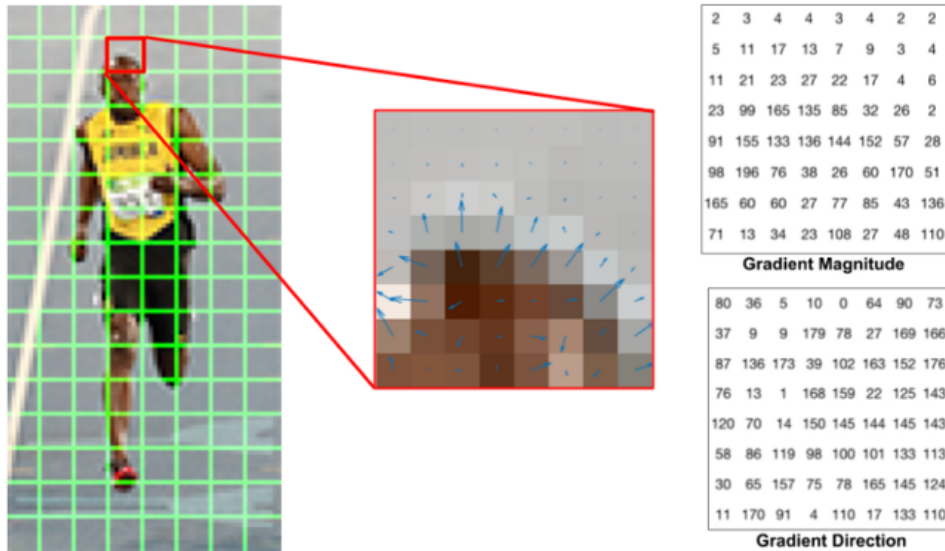 2 3 4 4 3 4 2 2
5 11 17 13 7 9 3 4
11 21 23 27 22 17 4 6
23 99 165 135 85 32 26 2
91 155 133 136 144 152 57 28
98 196 76 38 26 60 170 51
165 60 60 27 77 85 43 136
71 13 34 23 108 27 48 110
Gradient Magnitude
80 36 5 10 0 64 90 73
37 9 9 179 78 27 169 166
87 136 173 39 102 163 152 176
76 13 1 168 159 22 125 143
120 70 14 150 145 144 145 143
58 86 119 98 100 101 133 113
30 65 157 75 78 165 145 124
11 170 91 4 110 17 133 110
Gradient Direction